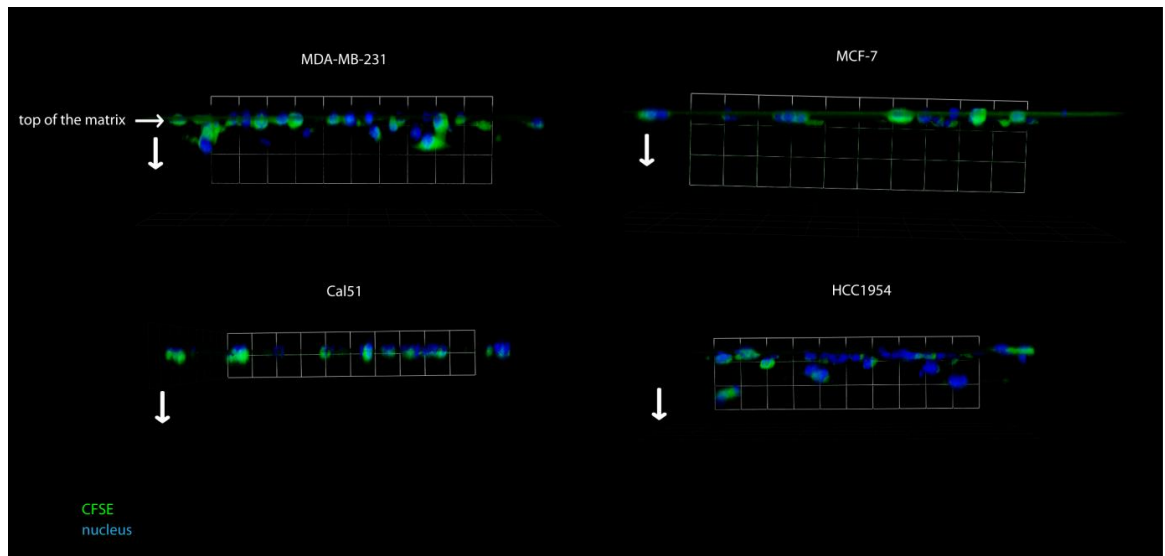 MDA-MB-231
MCF-7
top of the matrix
Cal51
HCC1954
CFSE
nucleus